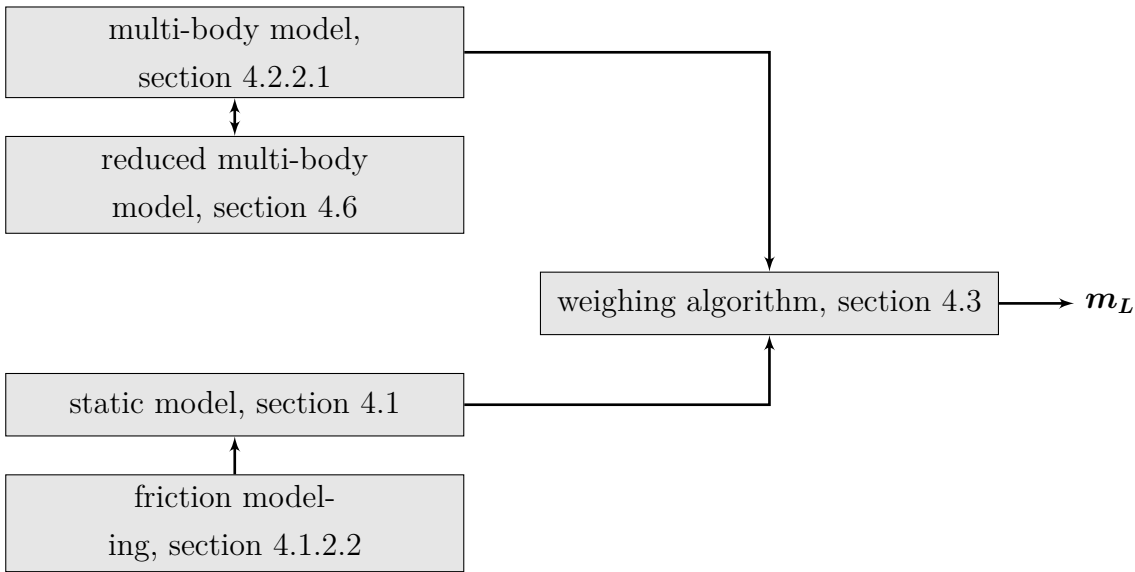 multi-body model,
section 4.2.2.1
reduced multi-body
model, section 4.6
weighing algorithm, section 4.3
m_L
static model, section 4.1
friction model-
ing, section 4.1.2.2